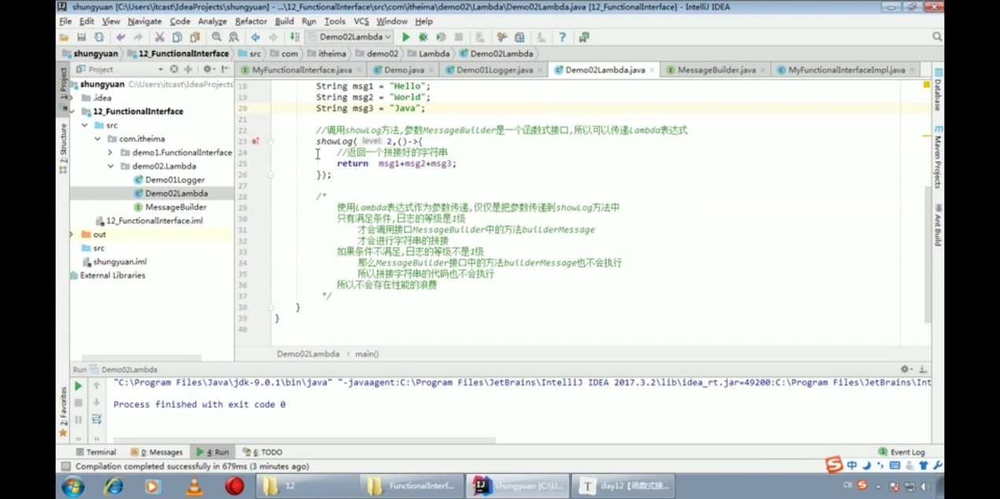 shungyuan [C:\Users\itcast\IdeaProjects\shungyuan] - ...\12_FunctionalInterface\src\com\itheima\demo02\Lambda\Demo02Lambda.java [12_FunctionalInterface] - IntelliJ IDEA
File Edit View Navigate Code Analyze Refactor Build Run Tools VCS Window Help
Demo02Lambda
shungyuan 12_FunctionalInterface src com itheima demo02 Lambda Demo02Lambda
Project
MyFunctionalInterface.java Demo.java Demo01Logger.java Demo02Lambda.java MessageBuilder.java MyFunctionalInterfaceImpl.java
1: Project
2: Structure
2: Favorites
shungyuan C:\Users\itcast\IdeaProjects
.idea
12_FunctionalInterface
src
com.itheima
demo1.FunctionalInterface
demo02.Lambda
Demo01Logger
Demo02Lambda
MessageBuilder
12_FunctionalInterface.iml
out
src
shungyuan.iml
External Libraries
18 String msg1 = "Hello";
19 String msg2 = "World";
20 String msg3 = "Java";
21
22 //调用showLog方法,参数MessageBuilder是一个函数式接口,所以可以传递Lambda表达式
23 showLog( level: 2,()->{
24 //返回一个拼接好的字符串
25 return msg1+msg2+msg3;
26 });
27
28 /*
29 使用Lambda表达式作为参数传递,仅仅是把参数传递到showLog方法中
30 只有满足条件,日志的等级是1级
31 才会调用接口MessageBuilder中的方法builderMessage
32 才会进行字符串的拼接
33 如果条件不满足,日志的等级不是1级
34 那么MessageBuilder接口中的方法builderMessage也不会执行
35 所以拼接字符串的代码也不会执行
36 所以不会存在性能的浪费
37 */
38 }
39 }
40
Demo02Lambda main()
Database
Maven Projects
Ant Build
Run Demo02Lambda
"C:\Program Files\Java\jdk-9.0.1\bin\java" "-javaagent:C:\Program Files\JetBrains\IntelliJ IDEA 2017.3.2\lib\idea_rt.jar=49200:C:\Program Files\JetBrains\Int
Process finished with exit code 0
Terminal 0: Messages 4: Run 6: TODO Event Log
Compilation completed successfully in 679ms (3 minutes ago)
中
12 FunctionalInterf... shungyuan [C:\U... day12【函数式接... CH